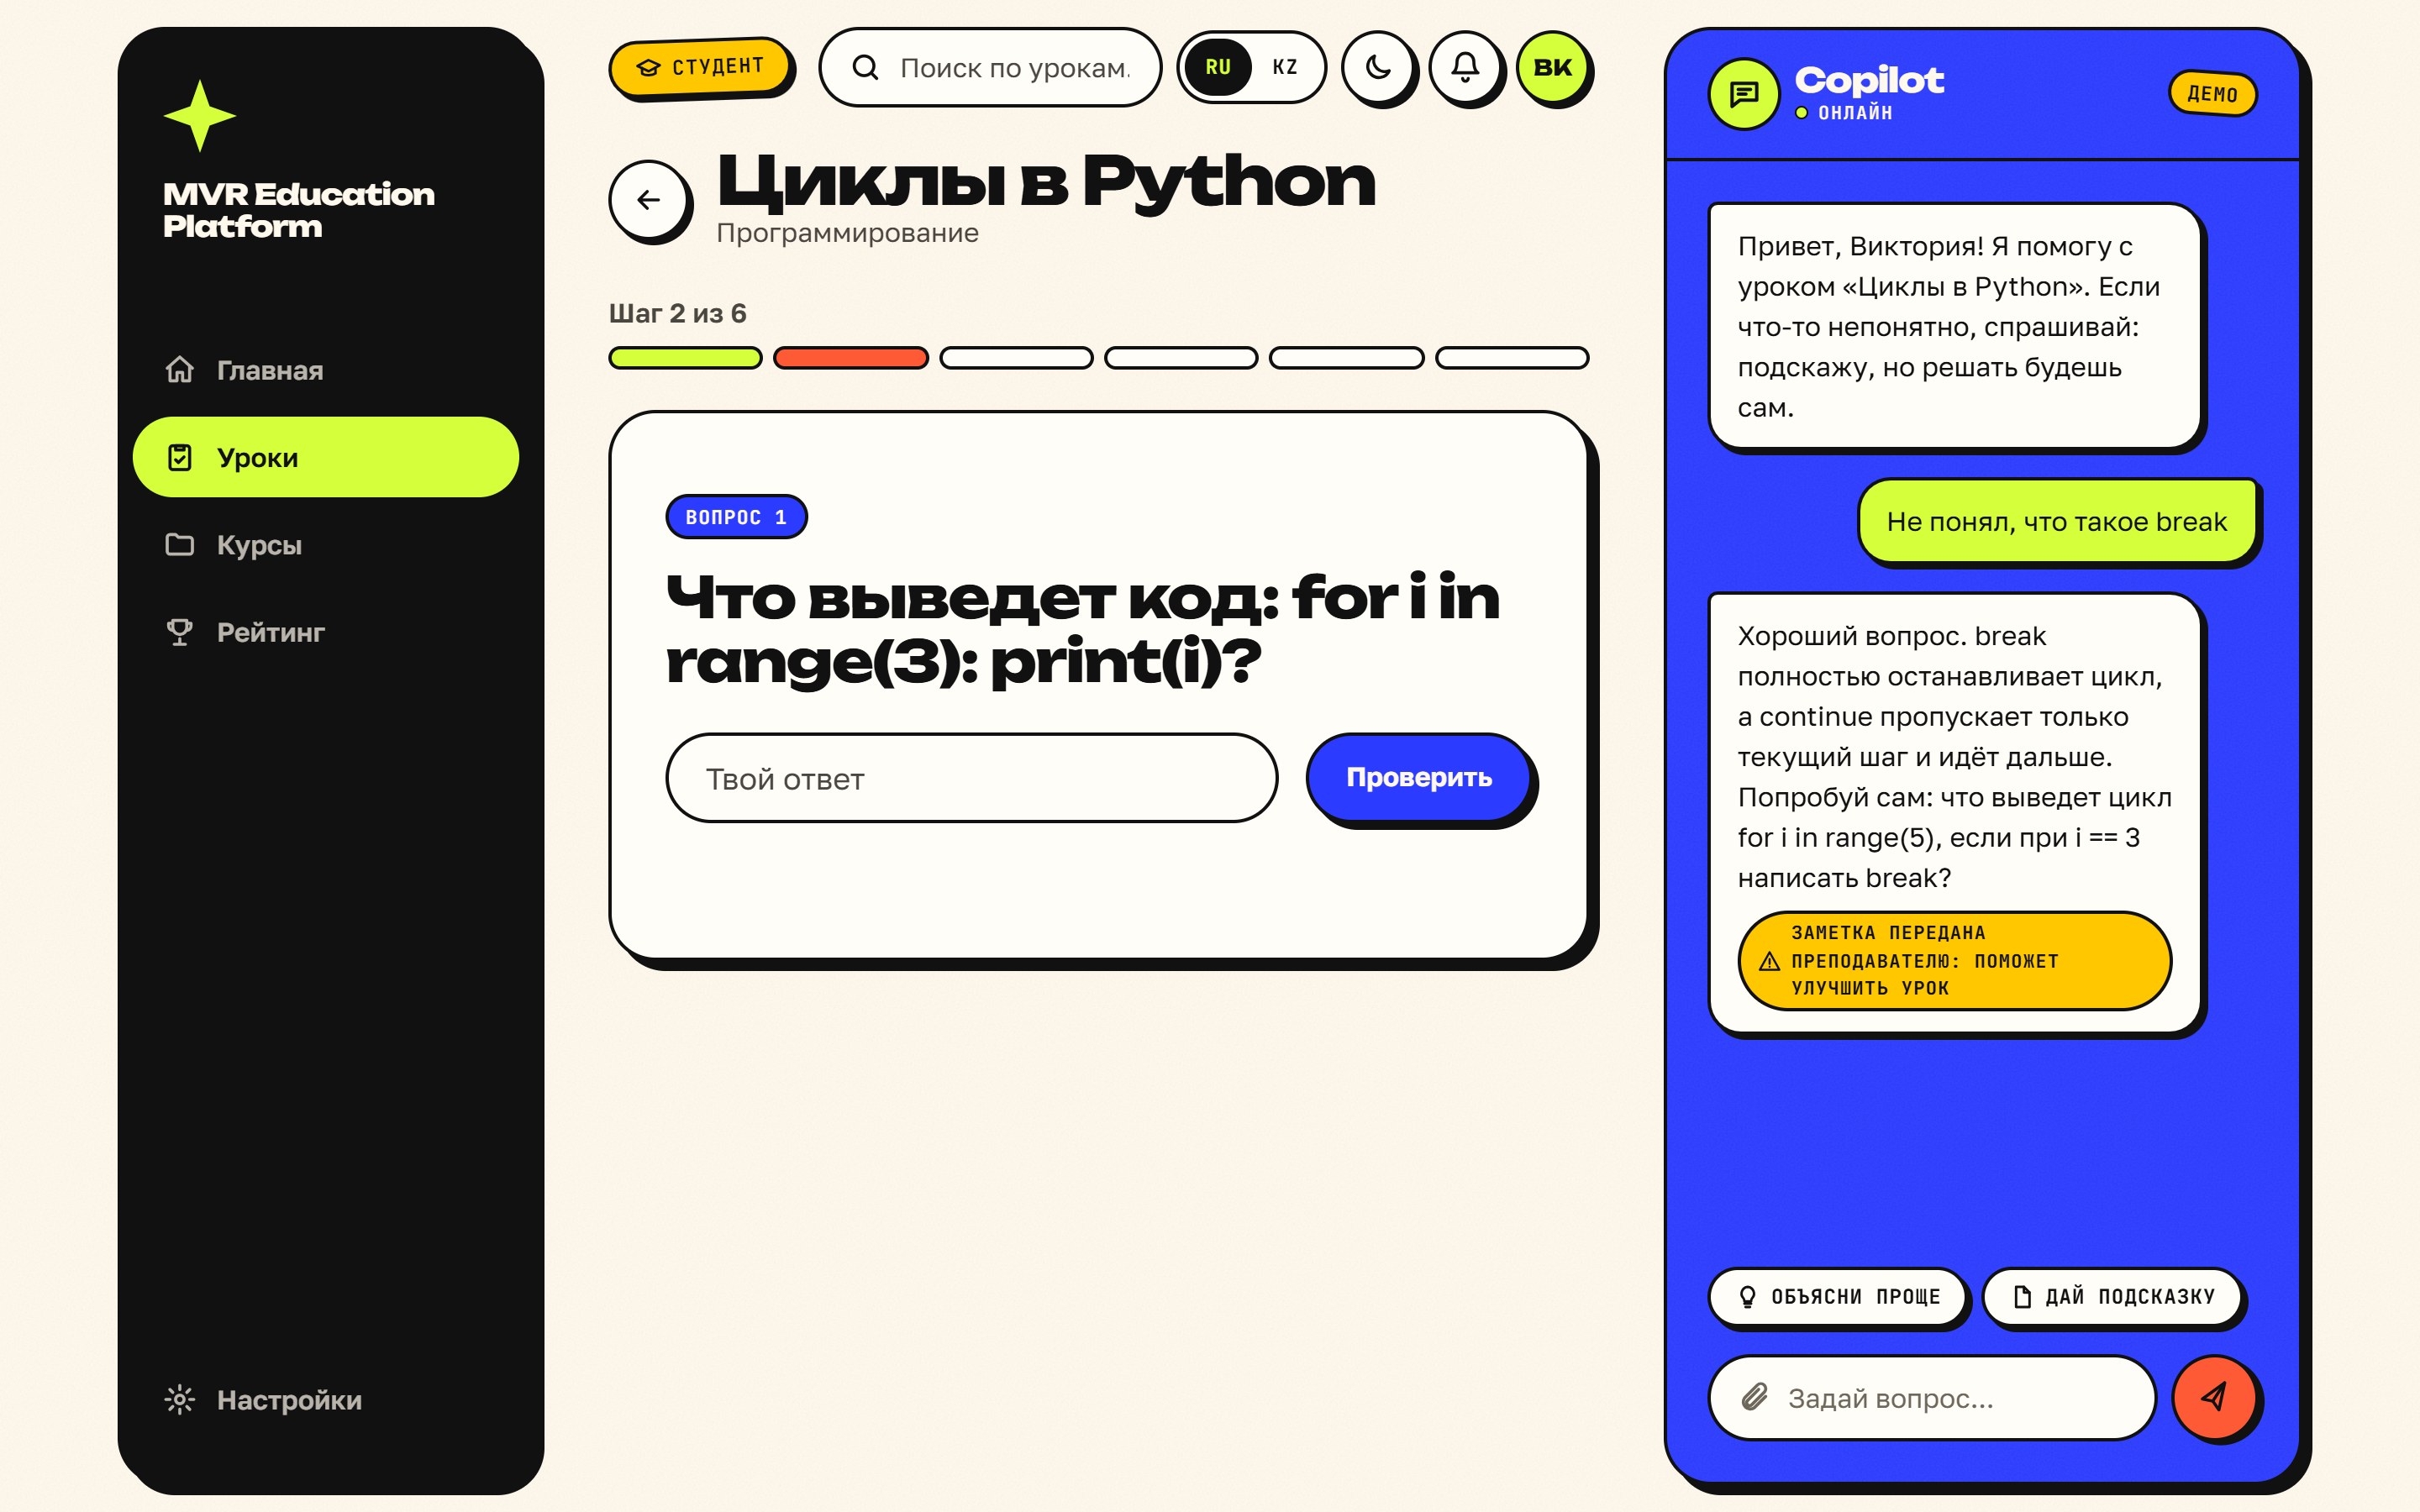 MVR Education
Platform
Главная
Уроки
Курсы
Рейтинг
Настройки
СТУДЕНТ
Поиск по урокам.
RU
KZ
ВК
Циклы в Python
Программирование
Шаг 2 из 6
ВОПРОС 1
Что выведет код: for i in
range(3): print(i)?
Твой ответ
Проверить
Copilot
ОНЛАЙН
ДЕМО
Привет, Виктория! Я помогу с
уроком «Циклы в Python». Если
что-то непонятно, спрашивай:
подскажу, но решать будешь
сам.
Не понял, что такое break
Хороший вопрос. break
полностью останавливает цикл,
а continue пропускает только
текущий шаг и идёт дальше.
Попробуй сам: что выведет цикл
for i in range(5), если при i == 3
написать break?
ЗАМЕТКА ПЕРЕДАНА
ПРЕПОДАВАТЕЛЮ: ПОМОЖЕТ
УЛУЧШИТЬ УРОК
ОБЪЯСНИ ПРОЩЕ
ДАЙ ПОДСКАЗКУ
Задай вопрос...